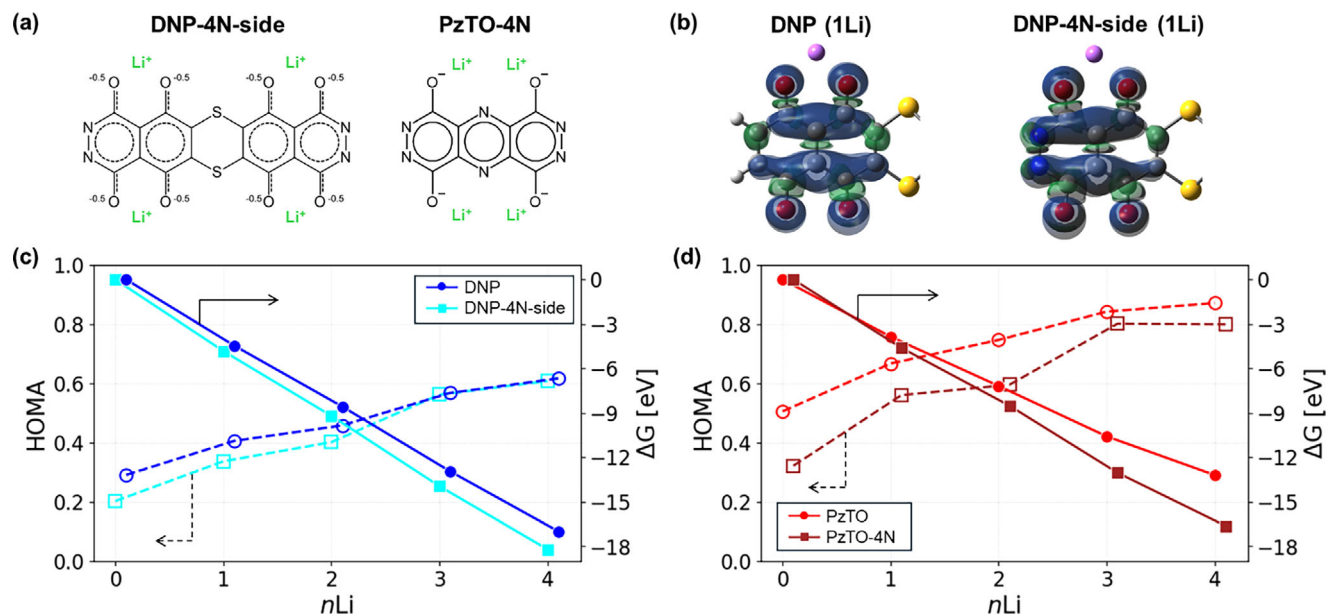 (a)
DNP-4N-side
PzTO-4N
Li⁺ Li⁺ Li⁺ Li⁺
-0.5 -0.5 -0.5 -0.5
O O O O O⁻ O⁻
N S N N N N
N S N N N N
O O O O O⁻ O⁻
-0.5 -0.5 -0.5 -0.5
Li⁺ Li⁺ Li⁺ Li⁺
(b)
DNP (1Li)
DNP-4N-side (1Li)
(c)
1.0
0.8
0.6
0.4
0.2
0.0
HOMA
DNP
DNP-4N-side
0
−3
−6
−9
−12
−15
−18
ΔG [eV]
0 1 2 3 4
nLi
(d)
1.0
0.8
0.6
0.4
0.2
0.0
HOMA
PzTO
PzTO-4N
0
−3
−6
−9
−12
−15
−18
ΔG [eV]
0 1 2 3 4
nLi